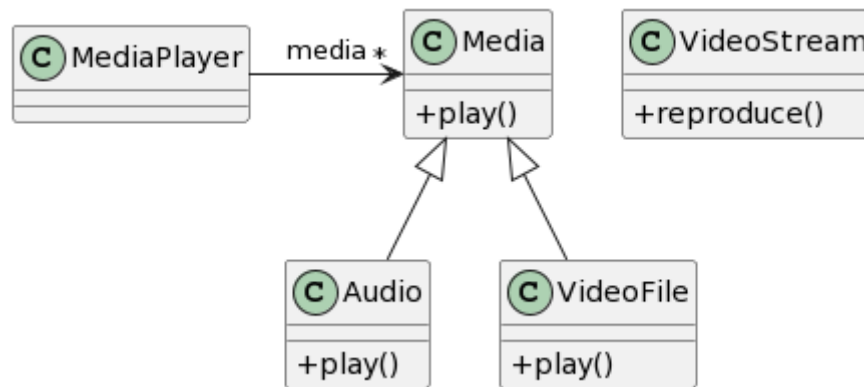 C MediaPlayer
media *
C Media
+play()
C VideoStream
+reproduce()
C Audio
+play()
C VideoFile
+play()